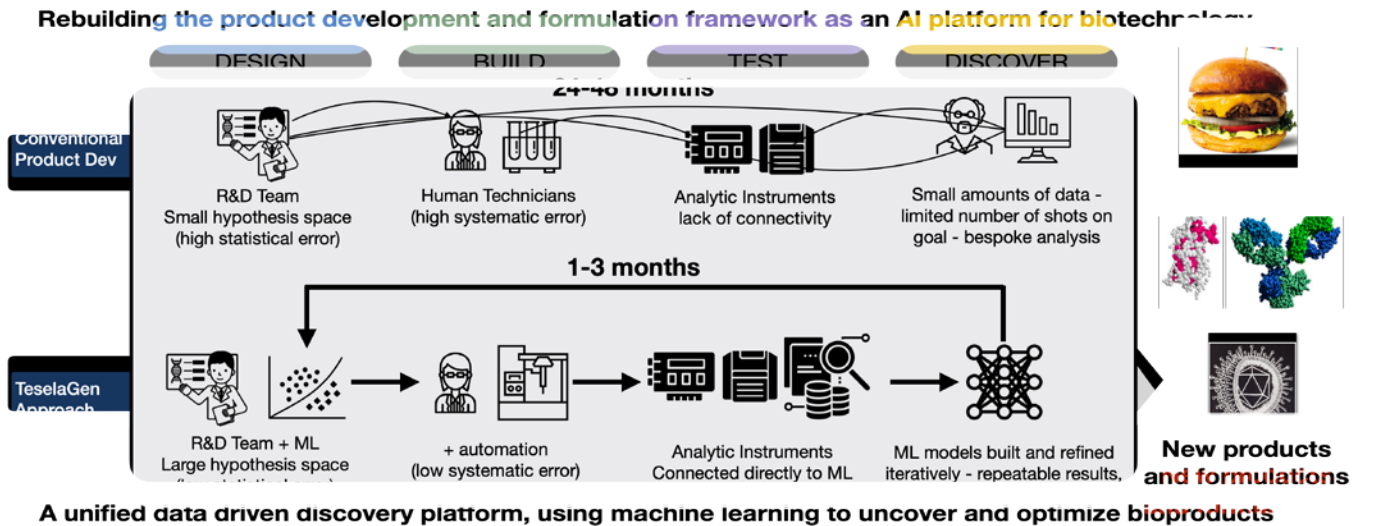 Rebuilding the product development and formulation framework as an AI platform for biotechnology
DESIGN
BUILD
TEST
DISCOVER
24-48 months
Conventional
Product Dev
R&D Team
Small hypothesis space
(high statistical error)
Human Technicians
(high systematic error)
Analytic Instruments
lack of connectivity
Small amounts of data -
limited number of shots on
goal - bespoke analysis
1-3 months
TeselaGen
Approach
R&D Team + ML
Large hypothesis space
(low statistical error)
+ automation
(low systematic error)
Analytic Instruments
Connected directly to ML
ML models built and refined
iteratively - repeatable results,
New products
and formulations
A unified data driven discovery platform, using machine learning to uncover and optimize bioproducts